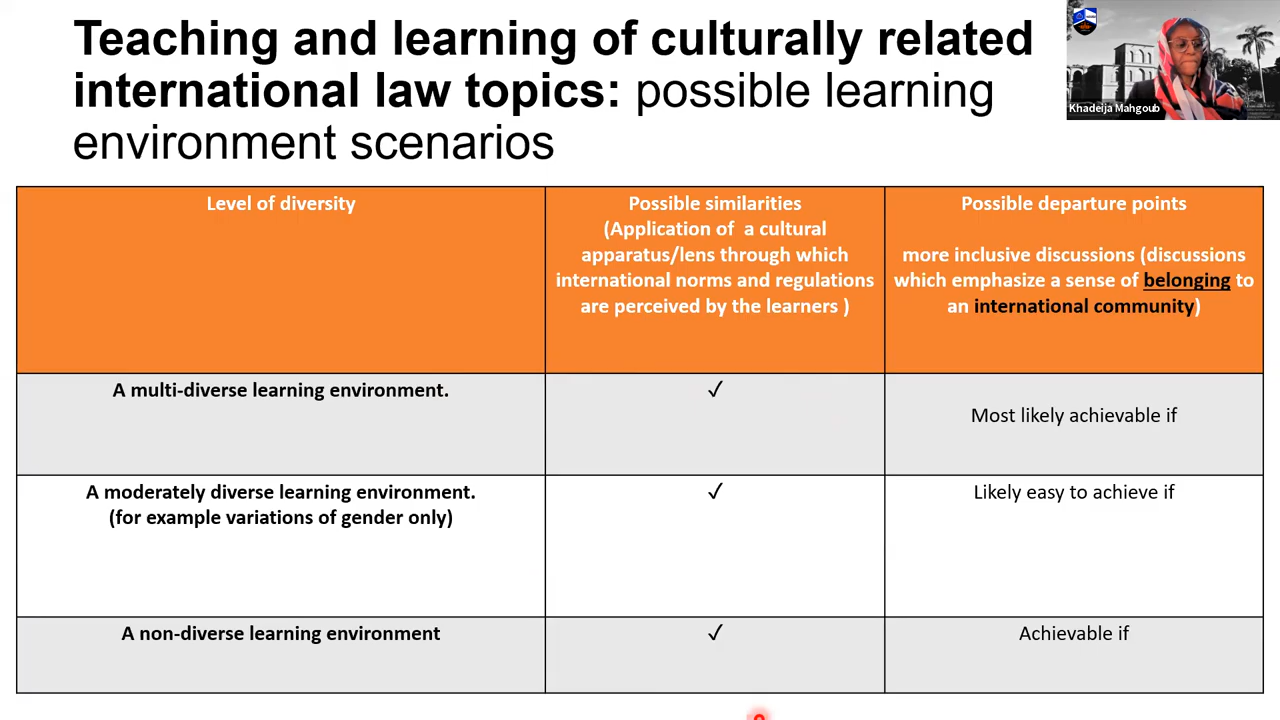 Teaching and learning of culturally related
international law topics: possible learning
environment scenarios
Khadeija Mahgoub
Level of diversity
Possible similarities
(Application of a cultural
apparatus/lens through which
international norms and regulations
are perceived by the learners )
Possible departure points
more inclusive discussions (discussions
which emphasize a sense of belonging to
an international community)
A multi-diverse learning environment.
✓
Most likely achievable if
A moderately diverse learning environment.
(for example variations of gender only)
✓
Likely easy to achieve if
A non-diverse learning environment
✓
Achievable if